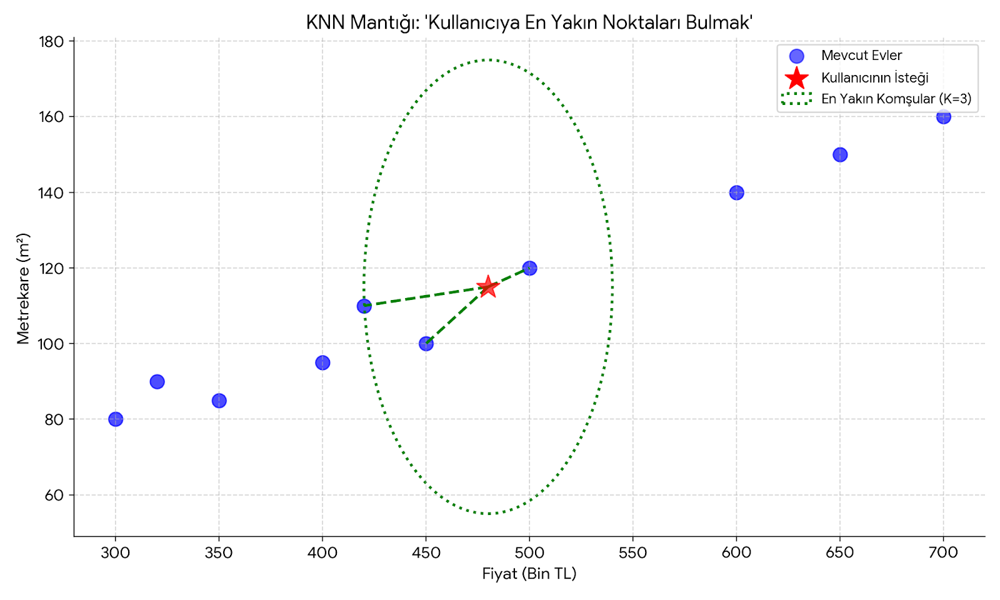 KNN Mantığı: 'Kullanıcıya En Yakın Noktaları Bulmak'
Mevcut Evler
Kullanıcının İsteği
En Yakın Komşular (K=3)
Metrekare (m²)
180
160
140
120
100
80
60
300 350 400 450 500 550 600 650 700
Fiyat (Bin TL)